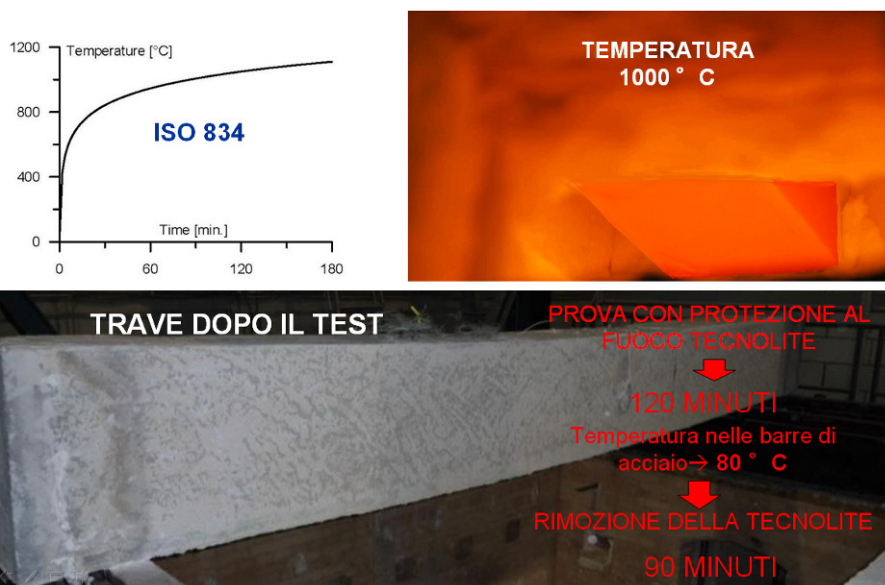 1200
Temperature [°C]
800
400
0
ISO 834
Time [min.]
0
60
120
180
TEMPERATURA
1000 ° C
TRAVE DOPO IL TEST
PROVA CON PROTEZIONE AL
FUOCO TECNOLITE
120 MINUTI
Temperatura nelle barre di
acciaio→ 80 ° C
RIMOZIONE DELLA TECNOLITE
90 MINUTI